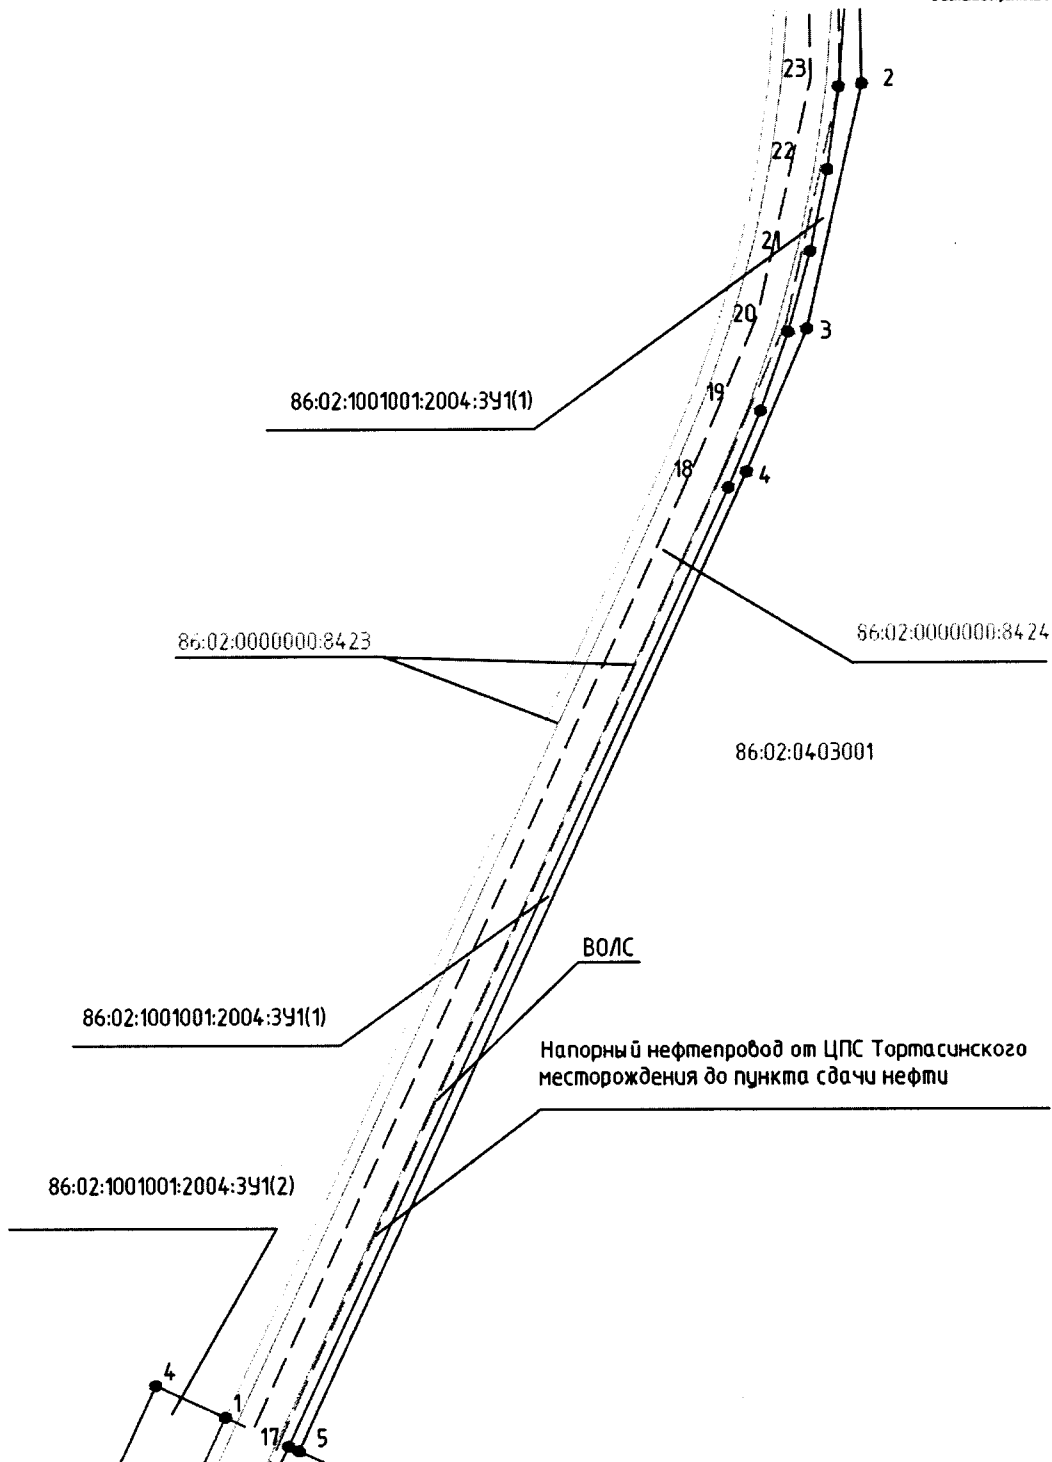 23
2
22
21
20
3
19
86:02:1001001:2004:ЗУ1(1)
18
4
86:02:0000000:8423
86:02:0000000:8424
86:02:0403001
ВОЛС
86:02:1001001:2004:ЗУ1(1)
Напорный нефтепровод от ЦПС Тортасинского
месторождения до пункта сдачи нефти
86:02:1001001:2004:ЗУ1(2)
4
1
17
5